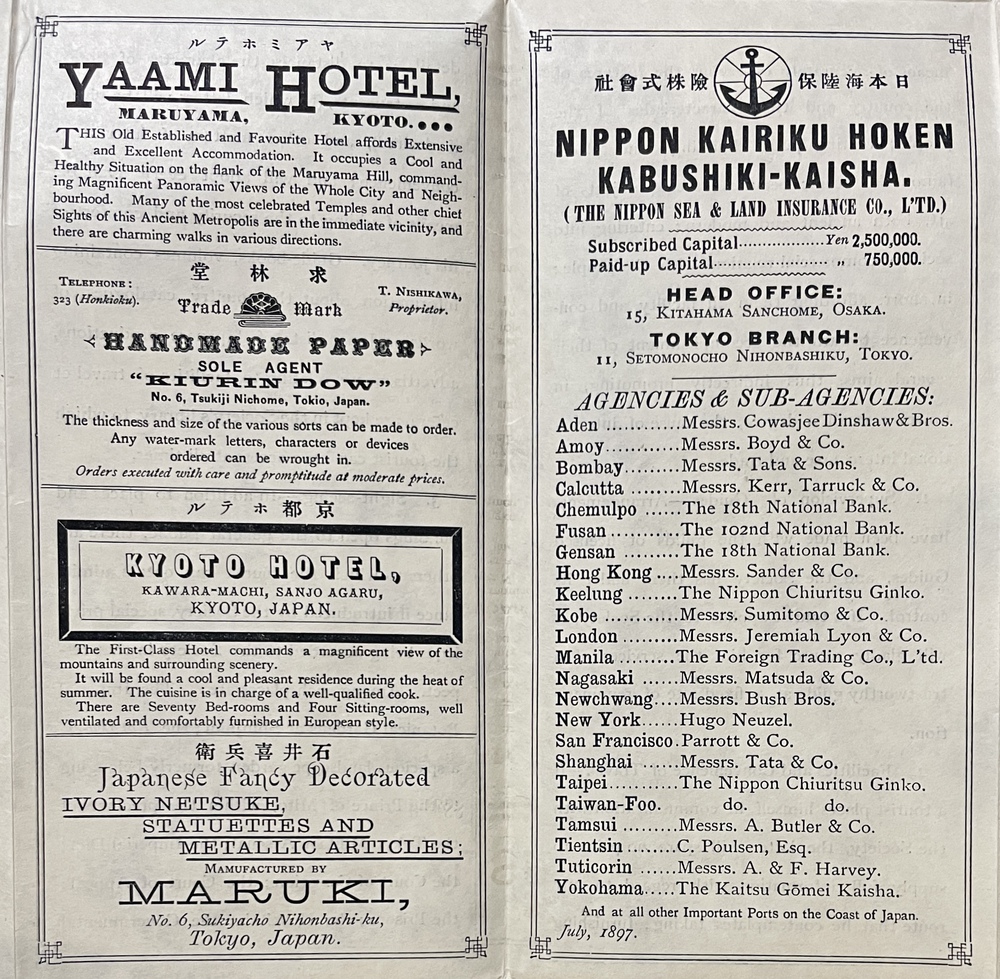 ルテホミアヤ
YAAMI HOTEL,
MARUYAMA, KYOTO....
THIS Old Established and Favourite Hotel affords Extensive
and Excellent Accommodation. It occupies a Cool and
Healthy Situation on the flank of the Maruyama Hill, command-
ing Magnificent Panoramic Views of the Whole City and Neigh-
bourhood. Many of the most celebrated Temples and other chief
Sights of this Ancient Metropolis are in the immediate vicinity, and
there are charming walks in various directions.
堂林求
TELEPHONE:
323 (Honkioku).
Trade Mark
T. NISHIKAWA,
Proprietor.
HANDMADE PAPER
SOLE AGENT
“KIURIN DOW”
No. 6, Tsukiji Nichome, Tokio, Japan.
The thickness and size of the various sorts can be made to order.
Any water-mark letters, characters or devices
ordered can be wrought in.
Orders executed with care and promptitude at moderate prices.
ルテホ都京
KYOTO HOTEL,
KAWARA-MACHI, SANJO AGARU,
KYOTO, JAPAN.
The First-Class Hotel commands a magnificent view of the
mountains and surrounding scenery.
It will be found a cool and pleasant residence during the heat of
summer. The cuisine is in charge of a well-qualified cook.
There are Seventy Bed-rooms and Four Sitting-rooms, well
ventilated and comfortably furnished in European style.
衛兵喜井石
Japanese Fancy Decorated
IVORY NETSUKE,
STATUETTES AND
METALLIC ARTICLES;
MAMUFACTURED BY
MARUKI,
No. 6, Sukiyacho Nihonbashi-ku,
Tokyo, Japan.
社會式株險保陸海本日
NIPPON KAIRIKU HOKEN
KABUSHIKI-KAISHA.
(THE NIPPON SEA & LAND INSURANCE CO., L'TD.)
Subscribed Capital................Yen 2,500,000.
Paid-up Capital..................... „ 750,000.
HEAD OFFICE:
15, KITAHAMA SANCHOME, OSAKA.
TOKYO BRANCH:
11, SETOMONOCHO NIHONBASHIKU, TOKYO.
AGENCIES & SUB-AGENCIES:
Aden ...........Messrs. Cowasjee Dinshaw & Bros.
Amoy..........Messrs. Boyd & Co.
Bombay.......Messrs. Tata & Sons.
Calcutta ........Messrs. Kerr, Tarruck & Co.
Chemulpo ......The 18th National Bank.
Fusan ...........The 102nd National Bank.
Gensan .........The 18th National Bank.
Hong Kong ....Messrs. Sander & Co.
Keelung ........The Nippon Chiuritsu Ginko.
Kobe ............Messrs. Sumitomo & Co.
London .........Messrs. Jeremiah Lyon & Co.
Manila .........The Foreign Trading Co., L'td.
Nagasaki ......Messrs. Matsuda & Co.
Newchwang....Messrs. Bush Bros.
New York......Hugo Neuzel.
San Francisco.Parrott & Co.
Shanghai ......Messrs. Tata & Co.
Taipei...........The Nippon Chiuritsu Ginko.
Taiwan-Foo. do. do.
Tamsui .........Messrs. A. Butler & Co.
Tientsin ........C. Poulsen, Esq.
Tuticorin ......Messrs. A. & F. Harvey.
Yokohama.....The Kaitsu Gōmei Kaisha.
And at all other Important Ports on the Coast of Japan.
July, 1897.